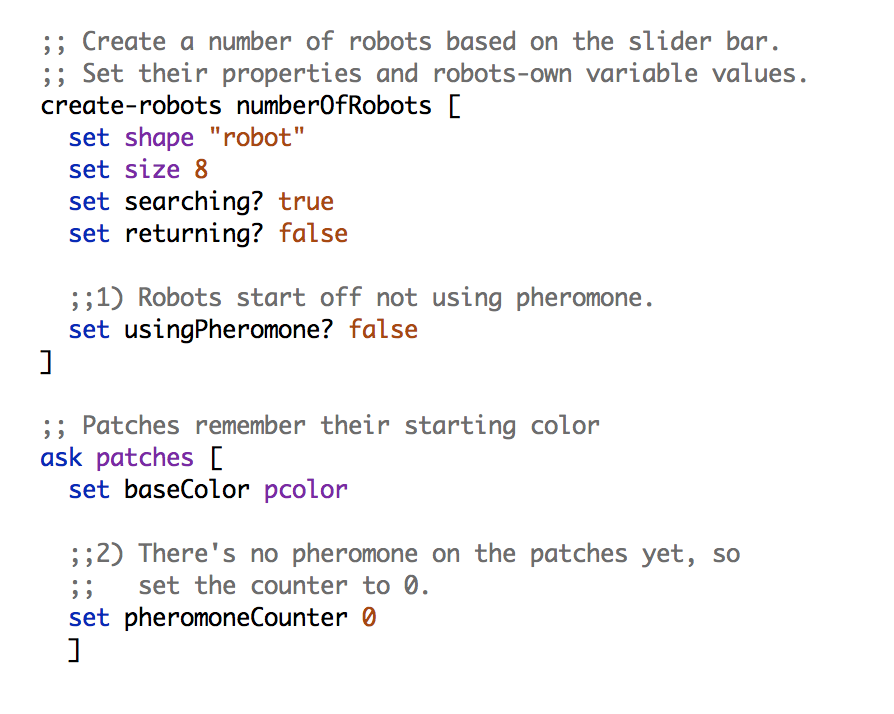 ;; Create a number of robots based on the slider bar.
;; Set their properties and robots-own variable values.
create-robots numberOfRobots [
  set shape "robot"
  set size 8
  set searching? true
  set returning? false

  ;;1) Robots start off not using pheromone.
  set usingPheromone? false
]

;; Patches remember their starting color
ask patches [
  set baseColor pcolor

  ;;2) There's no pheromone on the patches yet, so
  ;;   set the counter to 0.
  set pheromoneCounter 0
  ]